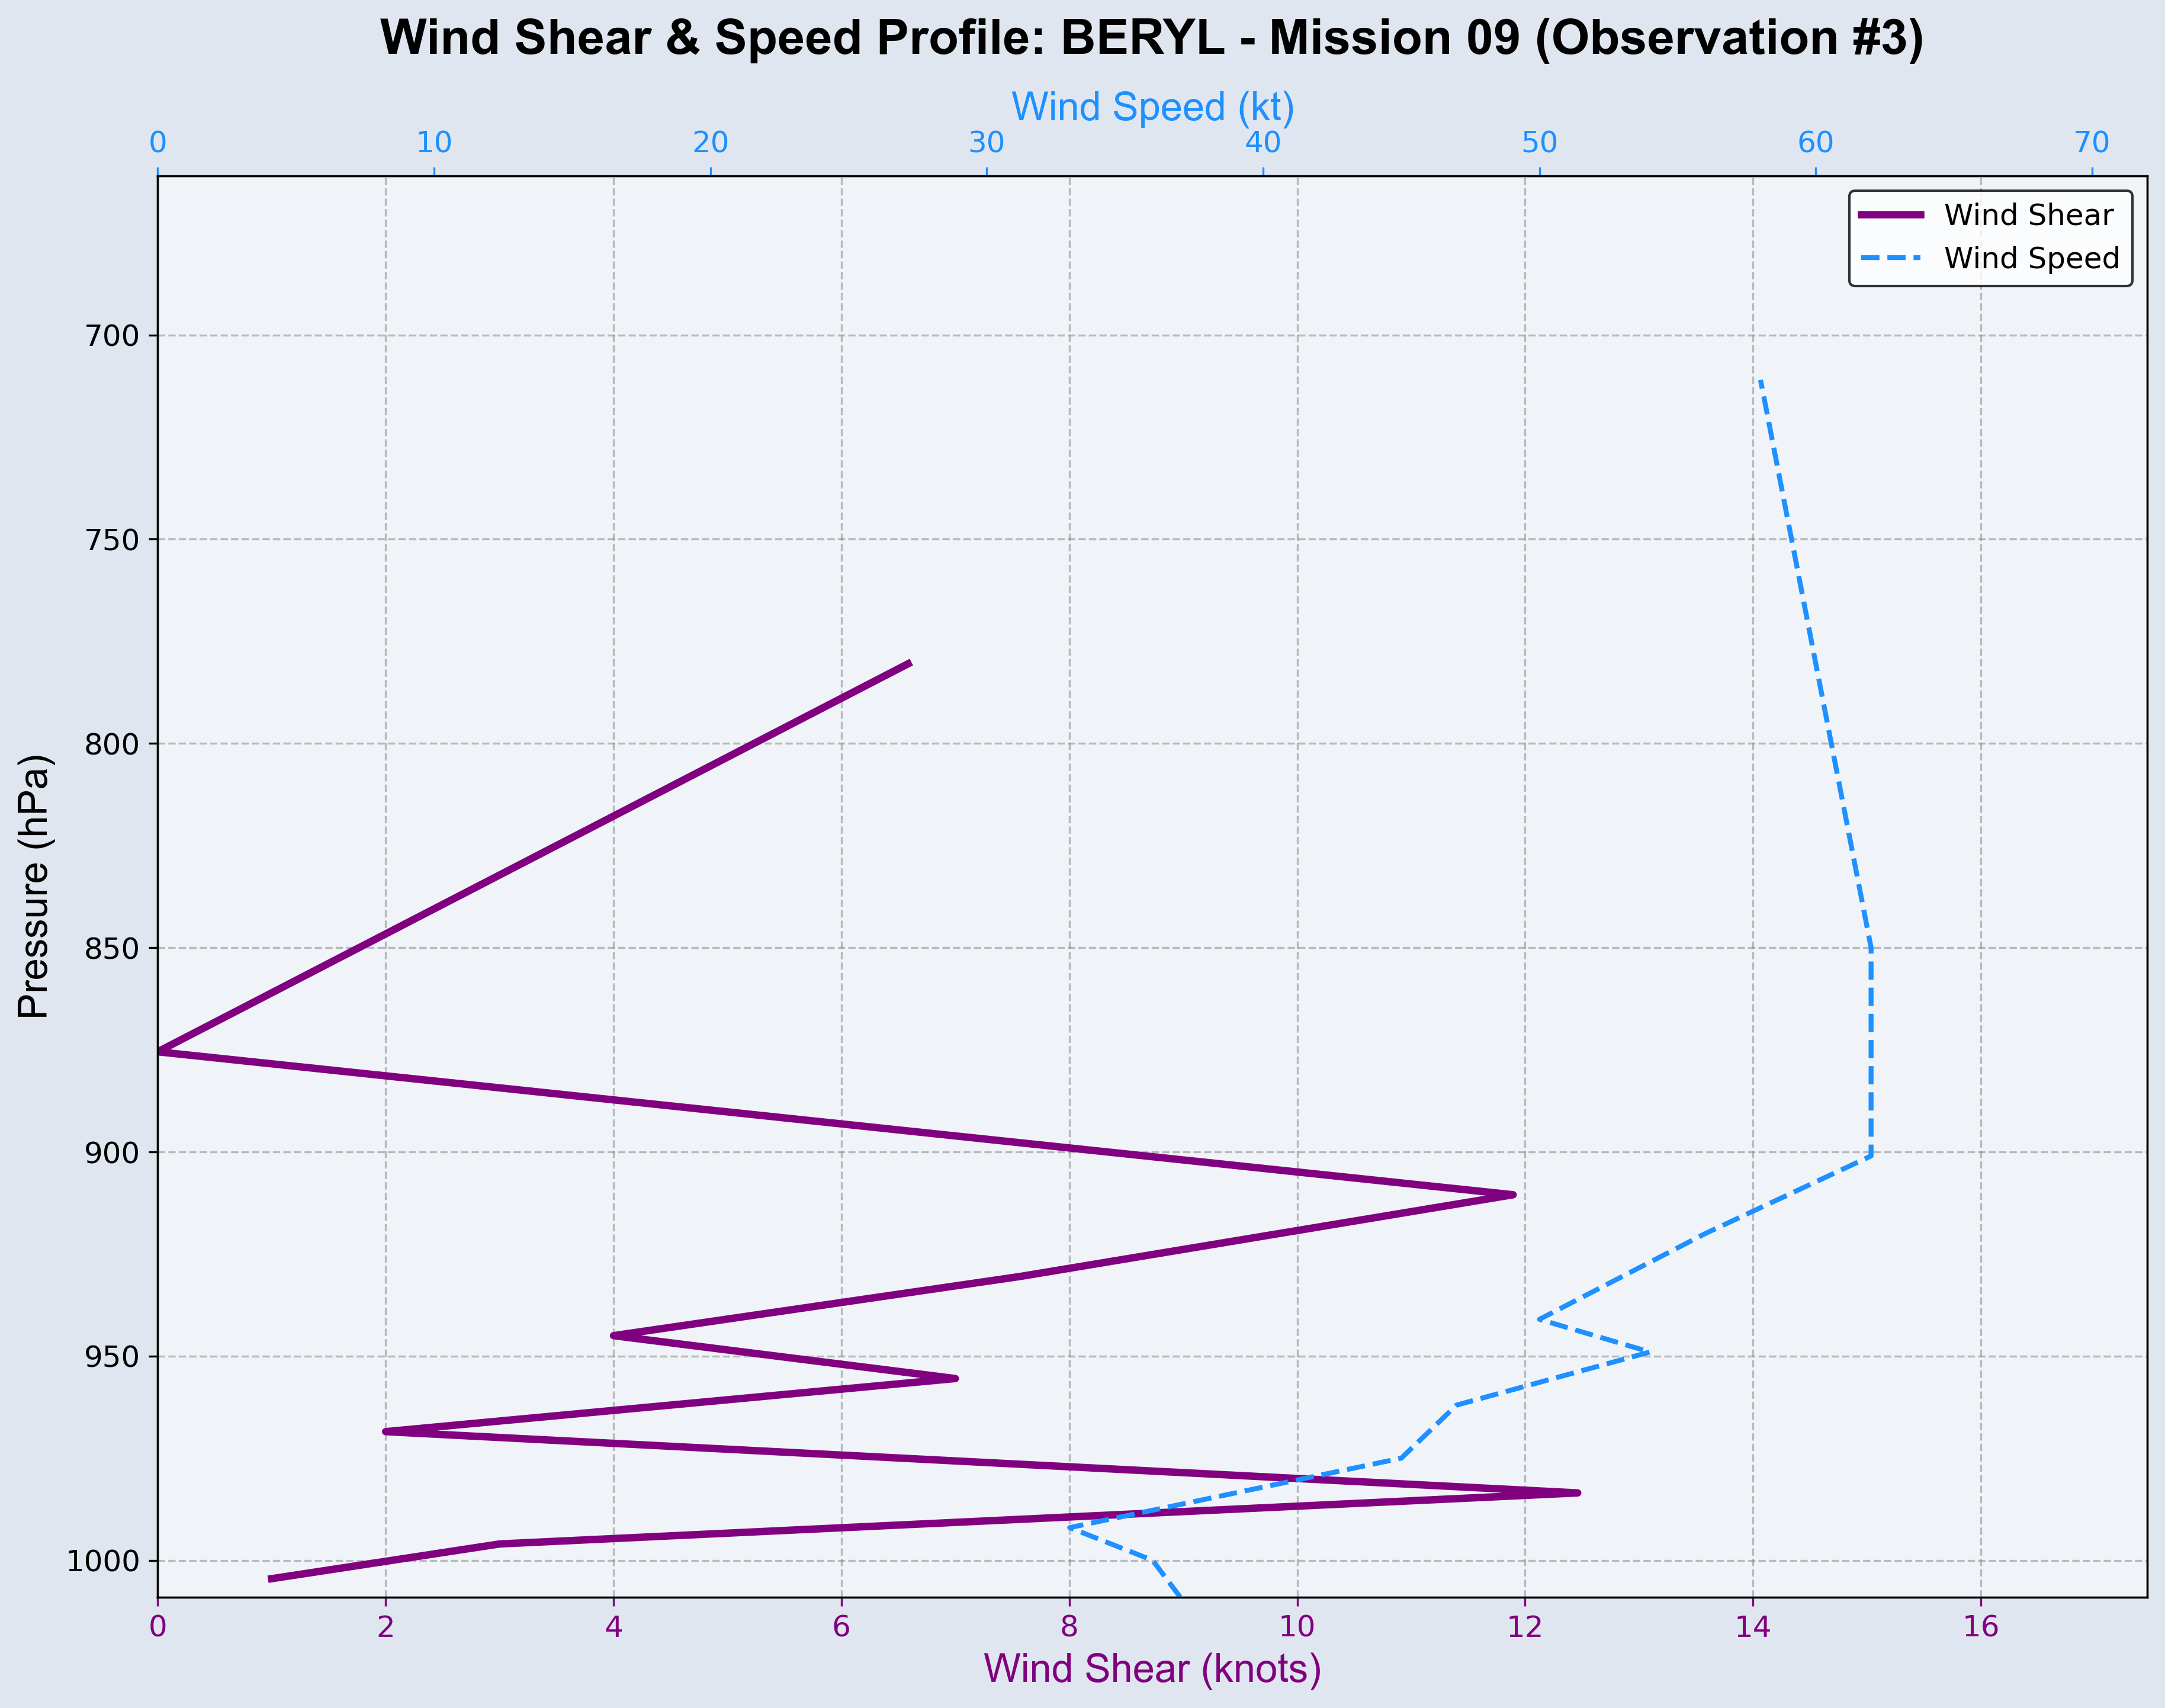 Wind Shear & Speed Profile: BERYL - Mission 09 (Observation #3)
Wind Speed (kt)
0 10 20 30 40 50 60 70
Wind Shear
Wind Speed
700
750
800
850
900
950
1000
Pressure (hPa)
0 2 4 6 8 10 12 14 16
Wind Shear (knots)